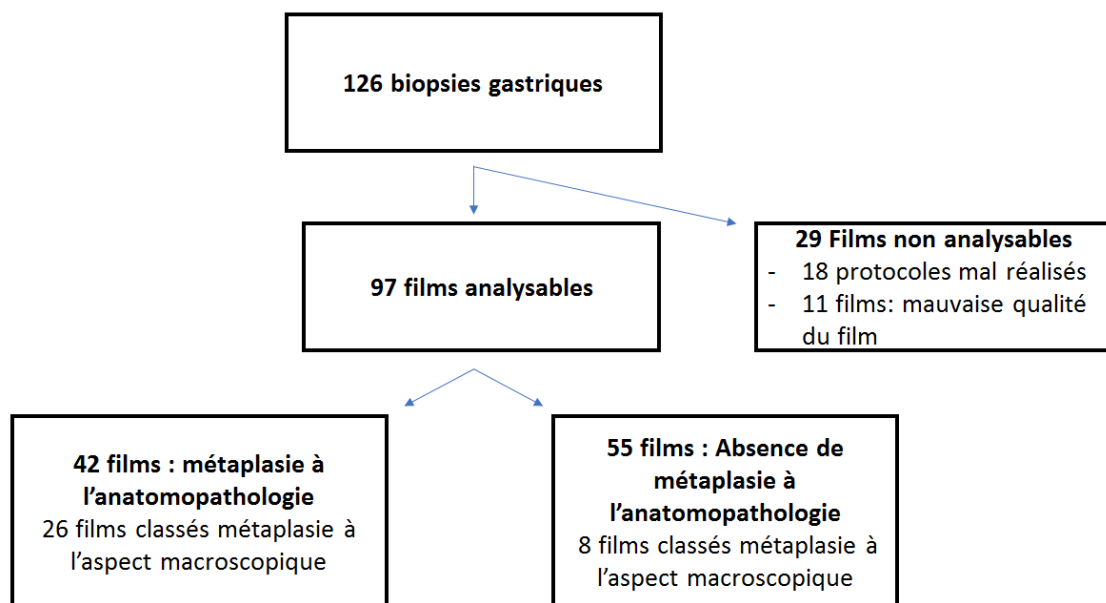 126 biopsies gastriques
97 films analysables
29 Films non analysables
- 18 protocoles mal réalisés
- 11 films: mauvaise qualité
du film
42 films : métaplasie à
l’anatomopathologie
26 films classés métaplasie à
l’aspect macroscopique
55 films : Absence de
métaplasie à
l’anatomopathologie
8 films classés métaplasie à
l’aspect macroscopique